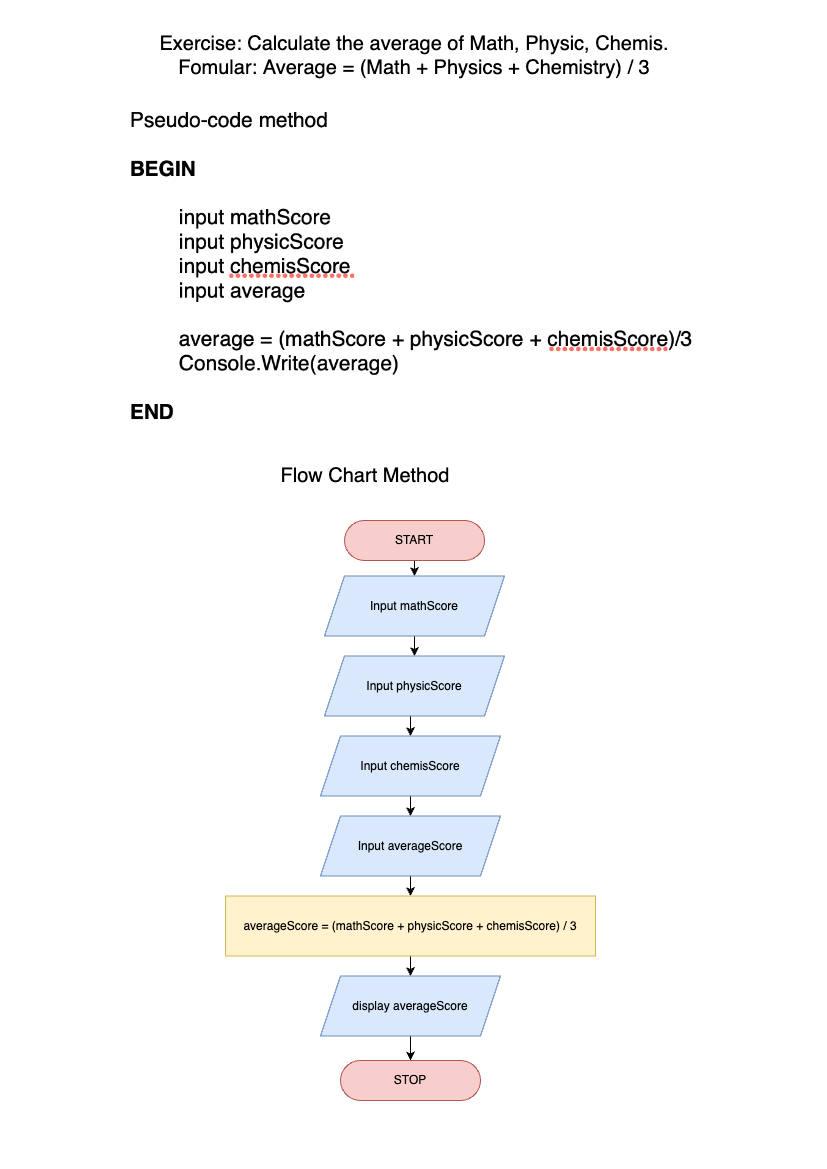 Exercise: Calculate the average of Math, Physic, Chemis.
Fomular: Average = (Math + Physics + Chemistry) / 3
Pseudo-code method
BEGIN
input mathScore
input physicScore
input chemisScore
input average
average = (mathScore + physicScore + chemisScore)/3
Console.Write(average)
END
Flow Chart Method
START
Input mathScore
Input physicScore
Input chemisScore
Input averageScore
averageScore = (mathScore + physicScore + chemisScore) / 3
display averageScore
STOP